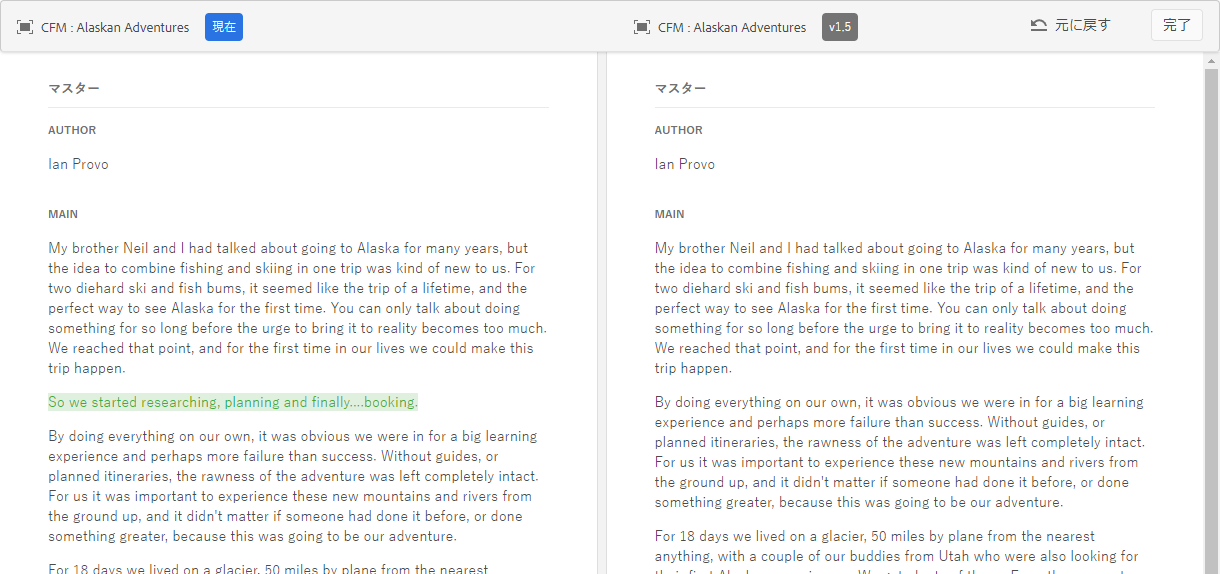 CFM : Alaskan Adventures 現在
CFM : Alaskan Adventures v1.5 元に戻す 完了
マスター
AUTHOR
Ian Provo
MAIN
My brother Neil and I had talked about going to Alaska for many years, but
the idea to combine fishing and skiing in one trip was kind of new to us. For
two diehard ski and fish bums, it seemed like the trip of a lifetime, and the
perfect way to see Alaska for the first time. You can only talk about doing
something for so long before the urge to bring it to reality becomes too much.
We reached that point, and for the first time in our lives we could make this
trip happen.
So we started researching, planning and finally....booking.
By doing everything on our own, it was obvious we were in for a big learning
experience and perhaps more failure than success. Without guides, or
planned itineraries, the rawness of the adventure was left completely intact.
For us it was important to experience these new mountains and rivers from
the ground up, and it didn't matter if someone had done it before, or done
something greater, because this was going to be our adventure.
For 18 days we lived on a glacier, 50 miles by plane from the nearest
マスター
AUTHOR
Ian Provo
MAIN
My brother Neil and I had talked about going to Alaska for many years, but
the idea to combine fishing and skiing in one trip was kind of new to us. For
two diehard ski and fish bums, it seemed like the trip of a lifetime, and the
perfect way to see Alaska for the first time. You can only talk about doing
something for so long before the urge to bring it to reality becomes too much.
We reached that point, and for the first time in our lives we could make this
trip happen.
By doing everything on our own, it was obvious we were in for a big learning
experience and perhaps more failure than success. Without guides, or
planned itineraries, the rawness of the adventure was left completely intact.
For us it was important to experience these new mountains and rivers from
the ground up, and it didn't matter if someone had done it before, or done
something greater, because this was going to be our adventure.
For 18 days we lived on a glacier, 50 miles by plane from the nearest
anything, with a couple of our buddies from Utah who were also looking for